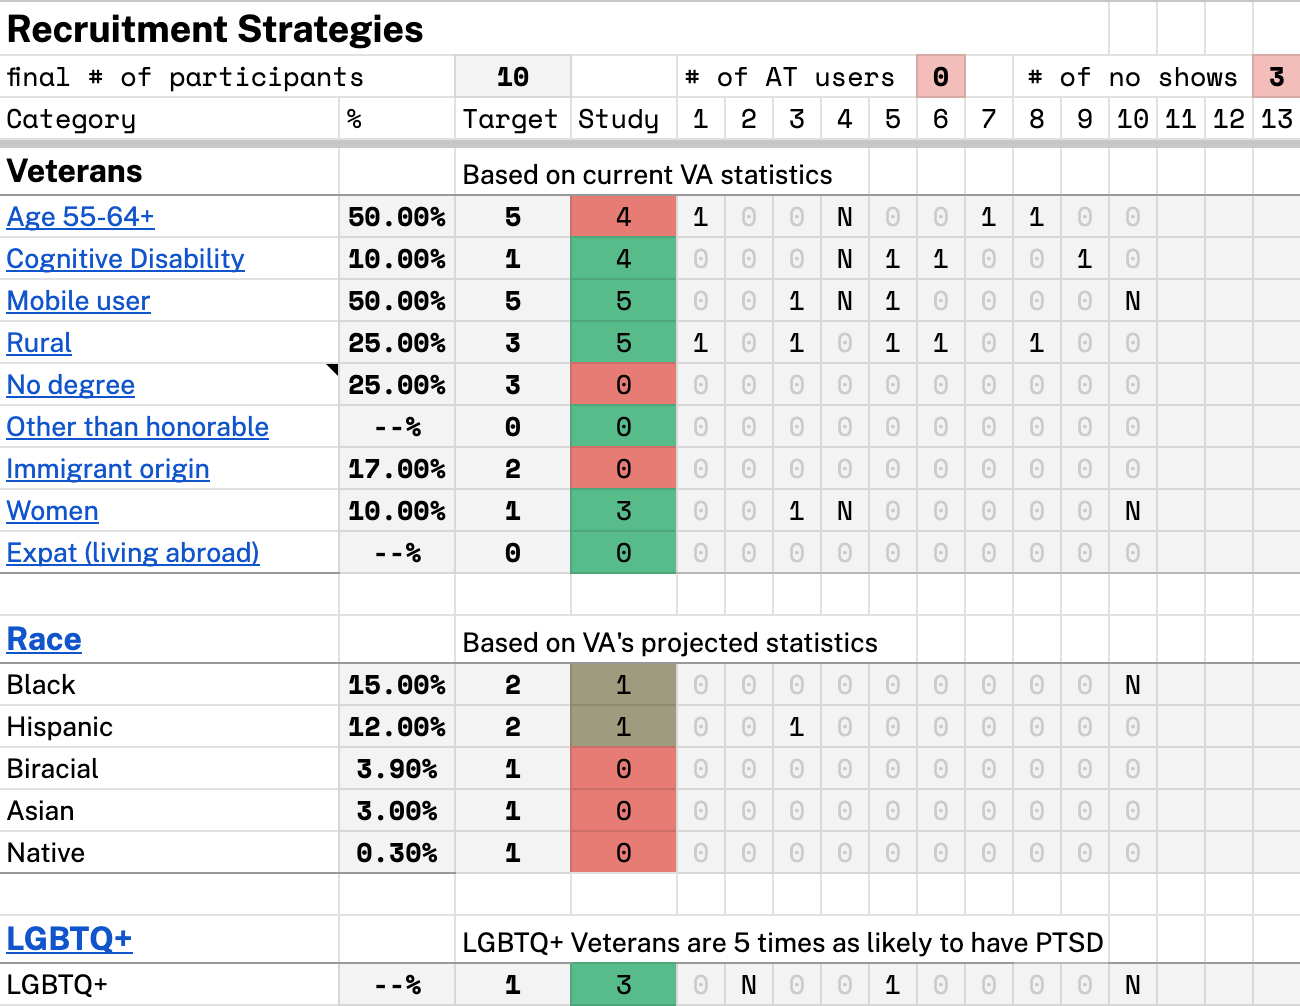 Recruitment Strategies
final # of participants 10 # of AT users 0 # of no shows 3
Category % Target Study 1 2 3 4 5 6 7 8 9 10 11 12 13
Veterans Based on current VA statistics
Age 55-64+ 50.00% 5 4 1 0 0 N 0 0 1 1 0 0
Cognitive Disability 10.00% 1 4 0 0 0 N 1 1 0 0 1 0
Mobile user 50.00% 5 5 0 0 1 N 1 0 0 0 0 N
Rural 25.00% 3 5 1 0 1 0 1 1 0 1 0 0
No degree 25.00% 3 0 0 0 0 0 0 0 0 0 0 0
Other than honorable --% 0 0 0 0 0 0 0 0 0 0 0 0
Immigrant origin 17.00% 2 0 0 0 0 0 0 0 0 0 0 0
Women 10.00% 1 3 0 0 1 N 0 0 0 0 0 N
Expat (living abroad) --% 0 0 0 0 0 0 0 0 0 0 0 0
Race Based on VA's projected statistics
Black 15.00% 2 1 0 0 0 0 0 0 0 0 0 N
Hispanic 12.00% 2 1 0 0 1 0 0 0 0 0 0 0
Biracial 3.90% 1 0 0 0 0 0 0 0 0 0 0 0
Asian 3.00% 1 0 0 0 0 0 0 0 0 0 0 0
Native 0.30% 1 0 0 0 0 0 0 0 0 0 0 0
LGBTQ+ LGBTQ+ Veterans are 5 times as likely to have PTSD
LGBTQ+ --% 1 3 0 N 0 0 1 0 0 0 0 N